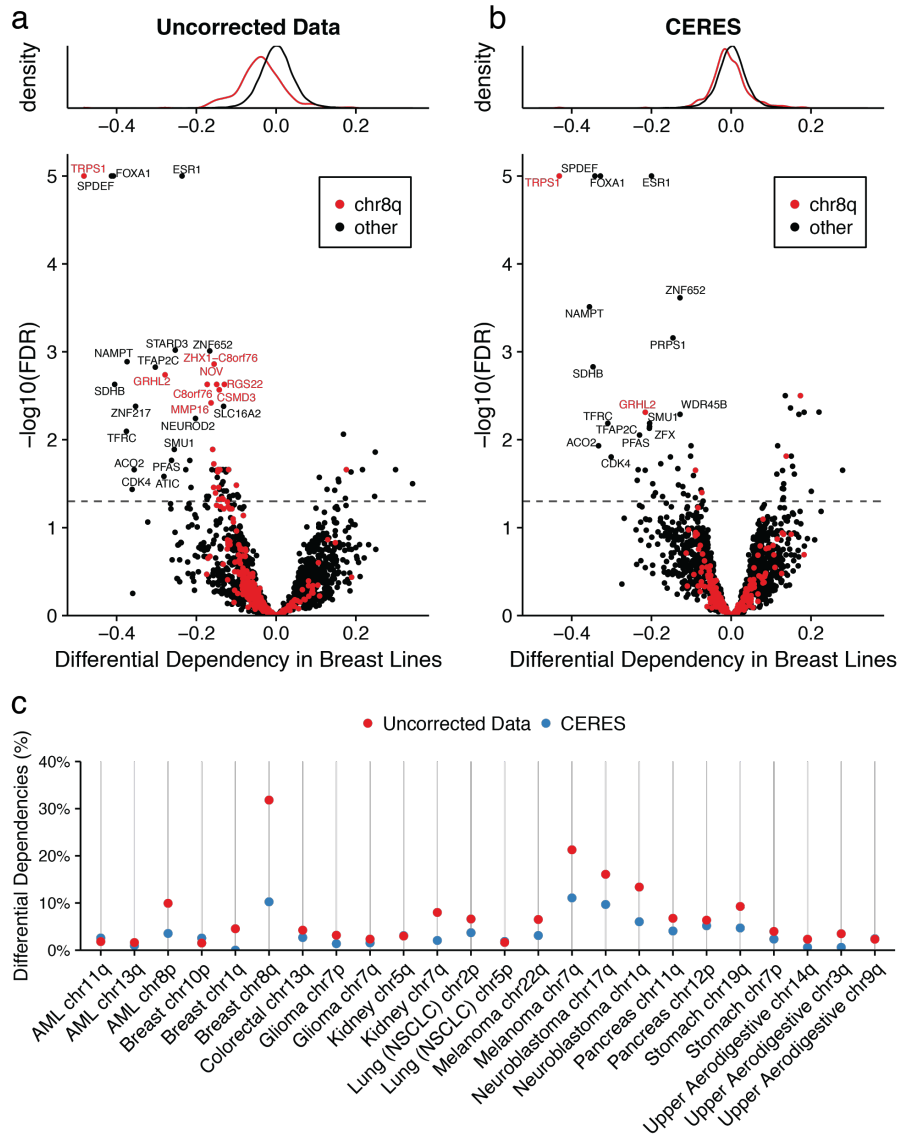 a
Uncorrected Data
density
−0.4
−0.2
0.0
0.2
5
4
3
2
1
0
−log10(FDR)
TRPS1
SPDEF
FOXA1
ESR1
chr8q
other
STARD3
ZNF652
NAMPT
TFAP2C
ZHX1−C8orf76
GRHL2
NOV
SDHB
RGS22
C8orf76
CSMD3
ZNF217
MMP16
SLC16A2
NEUROD2
TFRC
SMU1
ACO2
PFAS
CDK4
ATIC
−0.4
−0.2
0.0
0.2
Differential Dependency in Breast Lines
b
CERES
density
−0.4
−0.2
0.0
0.2
5
4
3
2
1
0
−log10(FDR)
SPDEF
TRPS1
FOXA1
ESR1
chr8q
other
ZNF652
NAMPT
PRPS1
SDHB
GRHL2
WDR45B
TFRC
SMU1
TFAP2C
ZFX
ACO2
PFAS
CDK4
−0.4
−0.2
0.0
0.2
Differential Dependency in Breast Lines
c
Uncorrected Data
CERES
Differential Dependencies (%)
40%
30%
20%
10%
0%
AML chr11q
AML chr13q
AML chr8p
Breast chr10p
Breast chr1q
Breast chr8q
Colorectal chr13q
Glioma chr7p
Glioma chr7q
Kidney chr5q
Kidney chr7q
Lung (NSCLC) chr2p
Lung (NSCLC) chr5p
Melanoma chr22q
Melanoma chr7q
Neuroblastoma chr17q
Neuroblastoma chr1q
Pancreas chr11q
Pancreas chr12p
Stomach chr19q
Stomach chr7p
Upper Aerodigestive chr14q
Upper Aerodigestive chr3q
Upper Aerodigestive chr9q